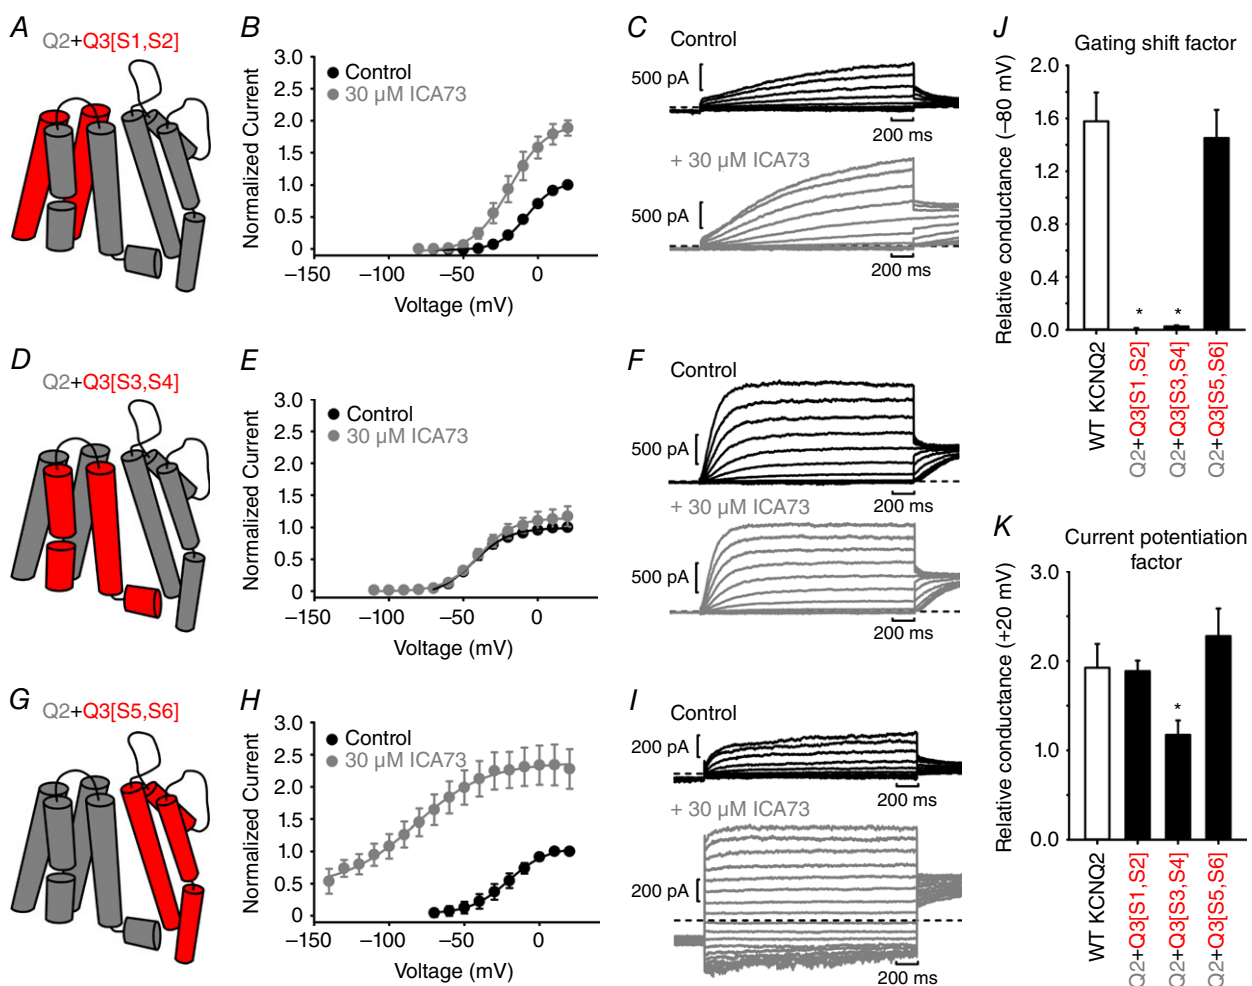 A
Q2+Q3[S1,S2]
B
3.0
2.5
2.0
1.5
1.0
0.5
0
Normalized Current
Control
30 μM ICA73
−150
−100
−50
0
Voltage (mV)
C
Control
500 pA
200 ms
+ 30 μM ICA73
500 pA
200 ms
D
Q2+Q3[S3,S4]
E
3.0
2.5
2.0
1.5
1.0
0.5
0
Normalized Current
Control
30 μM ICA73
−150
−100
−50
0
Voltage (mV)
F
Control
500 pA
200 ms
+ 30 μM ICA73
500 pA
200 ms
G
Q2+Q3[S5,S6]
H
3.0
2.5
2.0
1.5
1.0
0.5
0
Normalized Current
Control
30 μM ICA73
−150
−100
−50
0
Voltage (mV)
I
Control
200 pA
200 ms
+ 30 μM ICA73
200 pA
200 ms
J
Gating shift factor
2.0
1.6
1.2
0.8
0.4
0.0
Relative conductance (−80 mV)
*
*
WT KCNQ2
Q2+Q3[S1,S2]
Q2+Q3[S3,S4]
Q2+Q3[S5,S6]
K
Current potentiation
factor
3.0
2.0
1.0
0.0
Relative conductance (+20 mV)
*
WT KCNQ2
Q2+Q3[S1,S2]
Q2+Q3[S3,S4]
Q2+Q3[S5,S6]